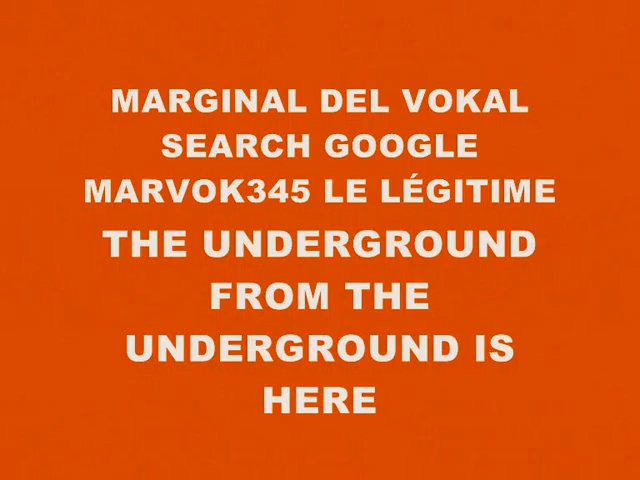 MARGINAL DEL VOKAL
SEARCH GOOGLE
MARVOK345 LE LÉGITIME
THE UNDERGROUND
FROM THE
UNDERGROUND IS
HERE